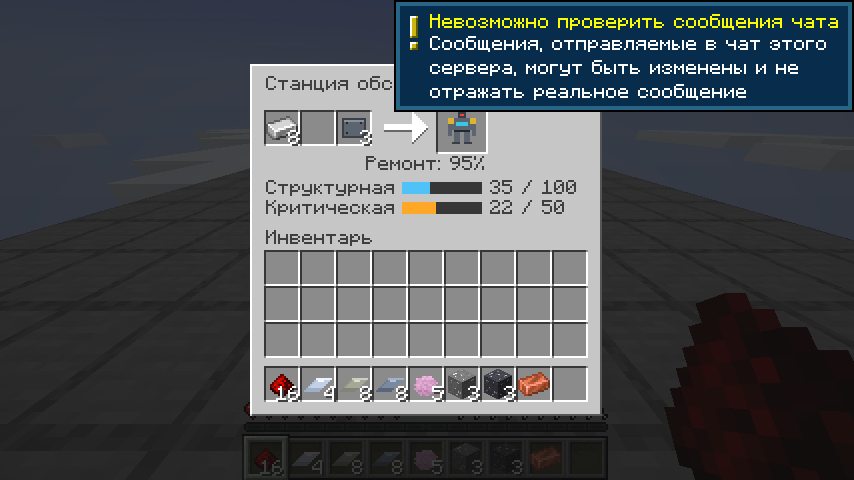 Невозможно проверить сообщения чата
Сообщения, отправляемые в чат этого
сервера, могут быть изменены и не
отражать реальное сообщение
Станция обс
8
3
Ремонт: 95%
Структурная 35 / 100
Критическая 22 / 50
Инвентарь
16 4 8 8 5 3 3
16 4 8 8 5 3 3